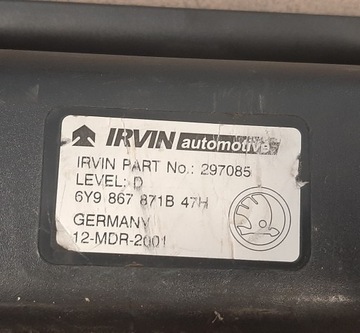 IRVIN automotive
IRVIN PART No.: 297085
LEVEL: D
6Y9 867 871B 47H
GERMANY
12-MDR-2001